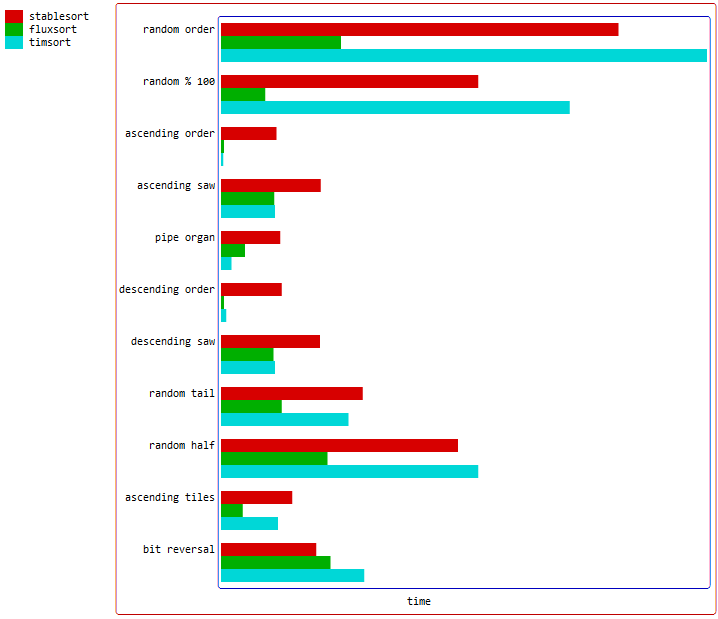 stablesort
fluxsort
timsort
random order
random % 100
ascending order
ascending saw
pipe organ
descending order
descending saw
random tail
random half
ascending tiles
bit reversal
time